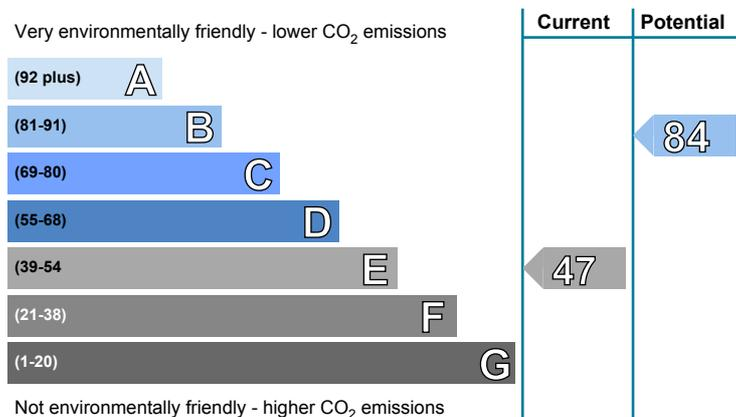 Current Potential
Very environmentally friendly - lower CO2 emissions
(92 plus) A
(81-91) B
84
(69-80) C
(55-68) D
(39-54 E
47
(21-38) F
(1-20) G
Not environmentally friendly - higher CO2 emissions